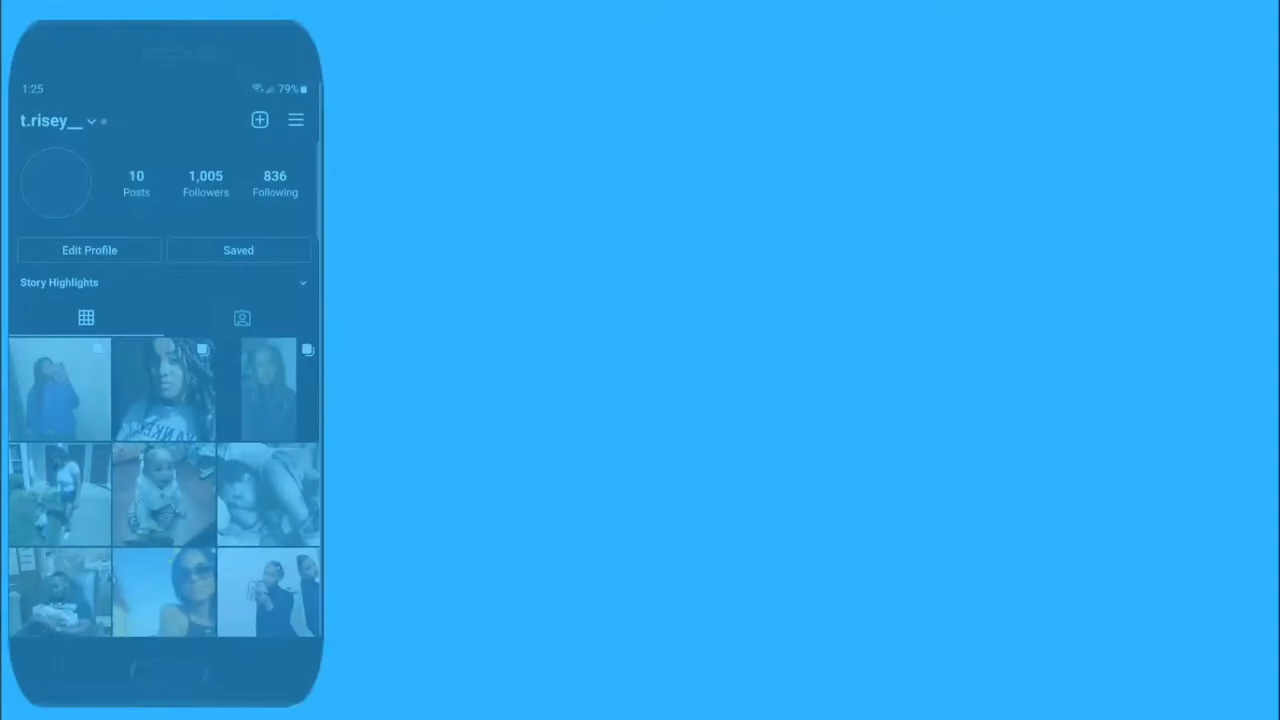 1:25 79%
t.risey__
10 1,005 836
Posts Followers Following
Edit Profile Saved
Story Highlights